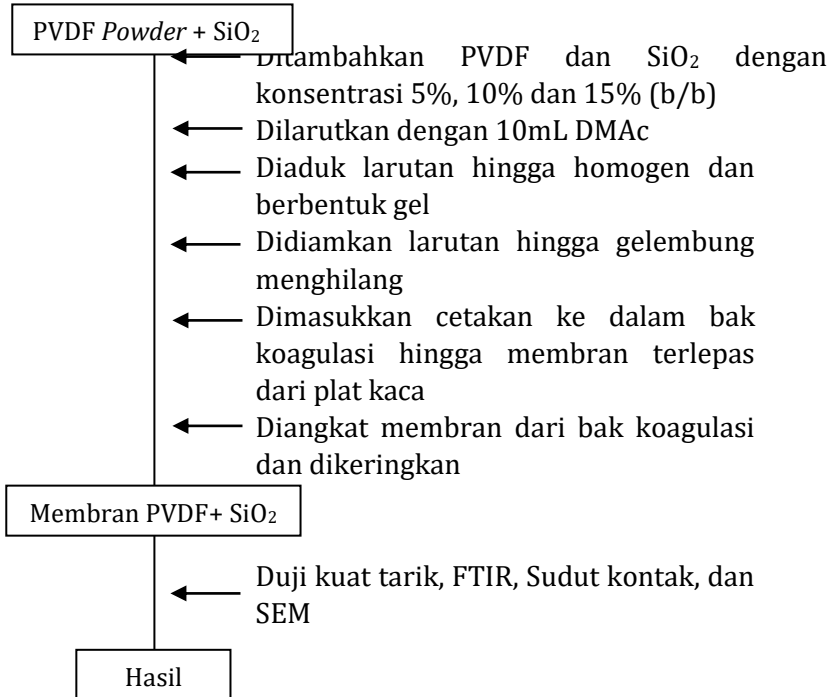 PVDF Powder + SiO₂
Ditambahkan PVDF dan SiO₂ dengan
konsentrasi 5%, 10% dan 15% (b/b)
Dilarutkan dengan 10mL DMAc
Diaduk larutan hingga homogen dan
berbentuk gel
Didiamkan larutan hingga gelembung
menghilang
Dimasukkan cetakan ke dalam bak
koagulasi hingga membran terlepas
dari plat kaca
Diangkat membran dari bak koagulasi
dan dikeringkan
Membran PVDF+ SiO₂
Duji kuat tarik, FTIR, Sudut kontak, dan
SEM
Hasil